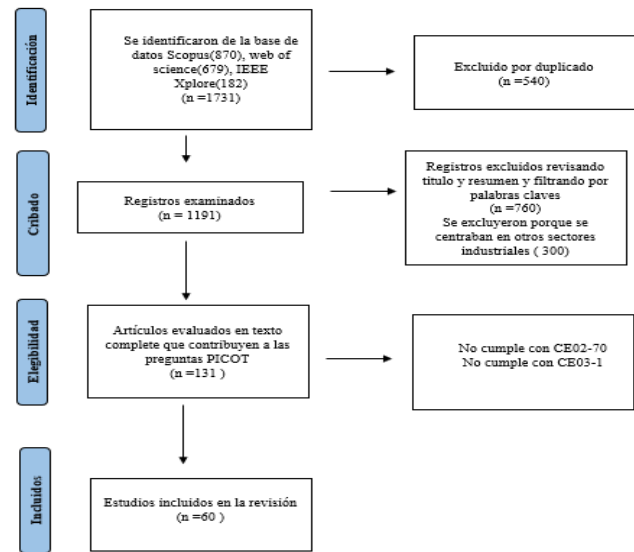 Identificación
Se identificaron de la base de
datos Scopus(870), web of
science(679), IEEE
Xplore(182)
(n =1731)
Excluido por duplicado
(n =540)
Cribado
Registros examinados
(n = 1191)
Registros excluidos revisando
titulo y resumen y filtrando por
palabras claves
(n =760)
Se excluyeron porque se
centraban en otros sectores
industriales ( 300)
Elegibilidad
Artículos evaluados en texto
complete que contribuyen a las
preguntas PICOT
(n =131 )
No cumple con CE02-70
No cumple con CE03-1
Incluidos
Estudios incluidos en la revisión
(n =60 )